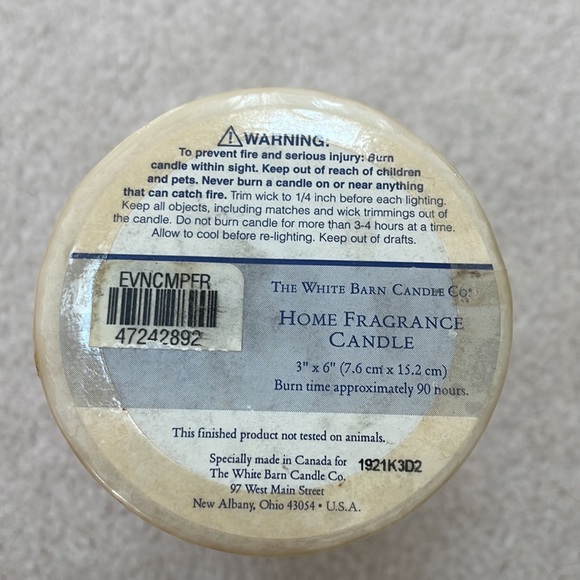 ⚠WARNING:
To prevent fire and serious injury: Burn
candle within sight. Keep out of reach of children
and pets. Never burn a candle on or near anything
that can catch fire. Trim wick to 1/4 inch before each lighting.
Keep all objects, including matches and wick trimmings out of
the candle. Do not burn candle for more than 3-4 hours at a time.
Allow to cool before re-lighting. Keep out of drafts.
EVNCMPFR
47242892
THE WHITE BARN CANDLE CO.
HOME FRAGRANCE
CANDLE
3" x 6" (7.6 cm x 15.2 cm)
Burn time approximately 90 hours.
This finished product not tested on animals.
Specially made in Canada for
The White Barn Candle Co.
97 West Main Street
New Albany, Ohio 43054 • U.S.A.
1921K3D2